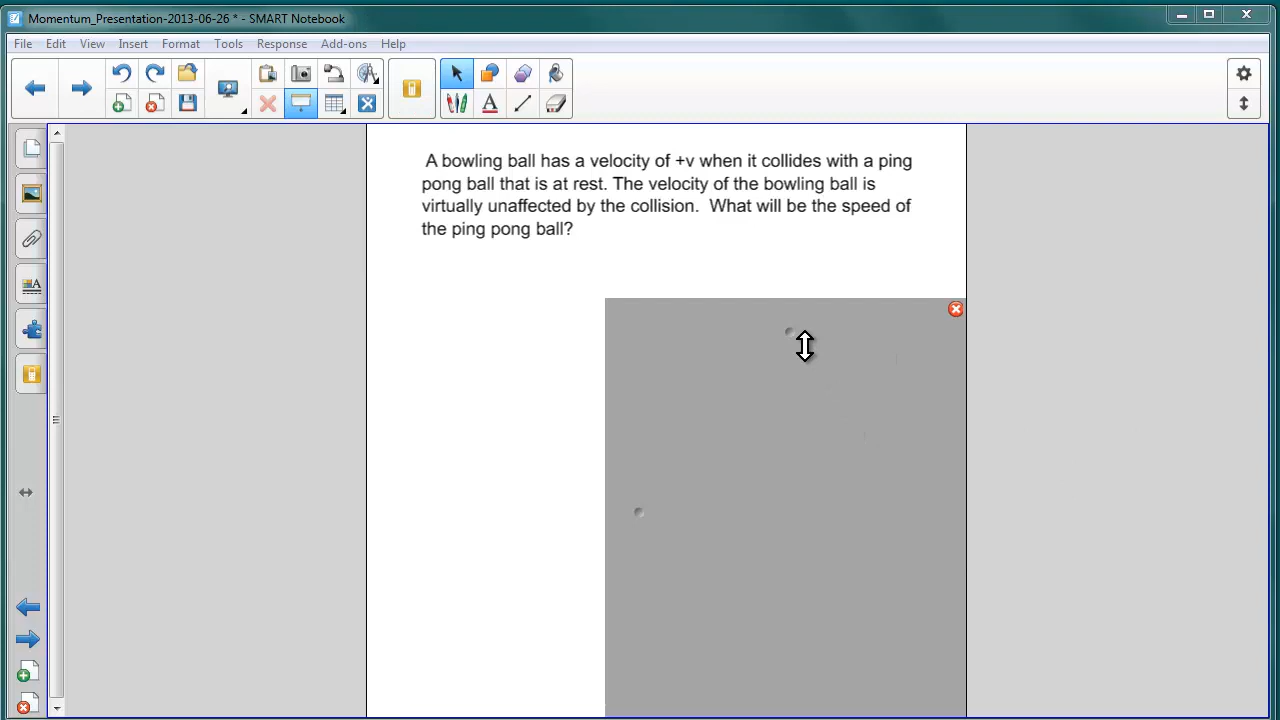 Momentum_Presentation-2013-06-26 * - SMART Notebook
File Edit View Insert Format Tools Response Add-ons Help
A bowling ball has a velocity of +v when it collides with a ping
pong ball that is at rest. The velocity of the bowling ball is
virtually unaffected by the collision. What will be the speed of
the ping pong ball?